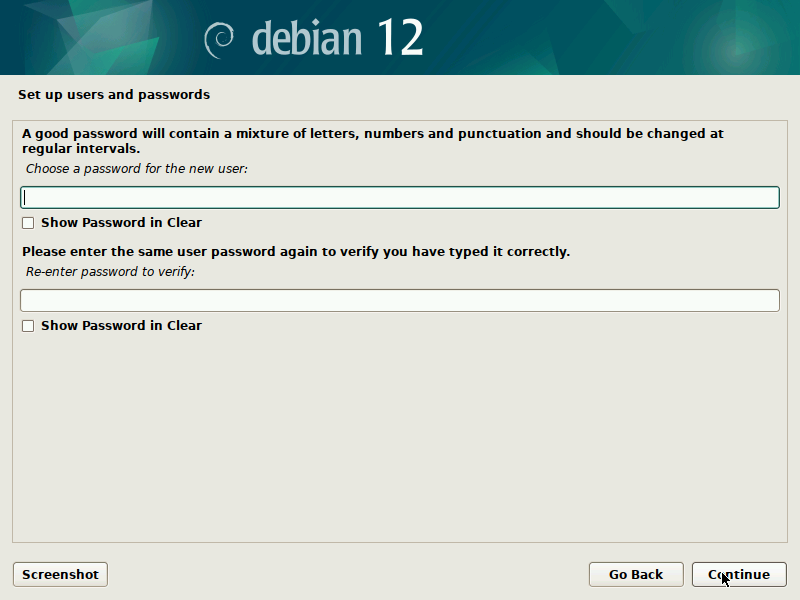 debian 12
Set up users and passwords
A good password will contain a mixture of letters, numbers and punctuation and should be changed at
regular intervals.
Choose a password for the new user:
Show Password in Clear
Please enter the same user password again to verify you have typed it correctly.
Re-enter password to verify:
Show Password in Clear
Screenshot
Go Back
Continue